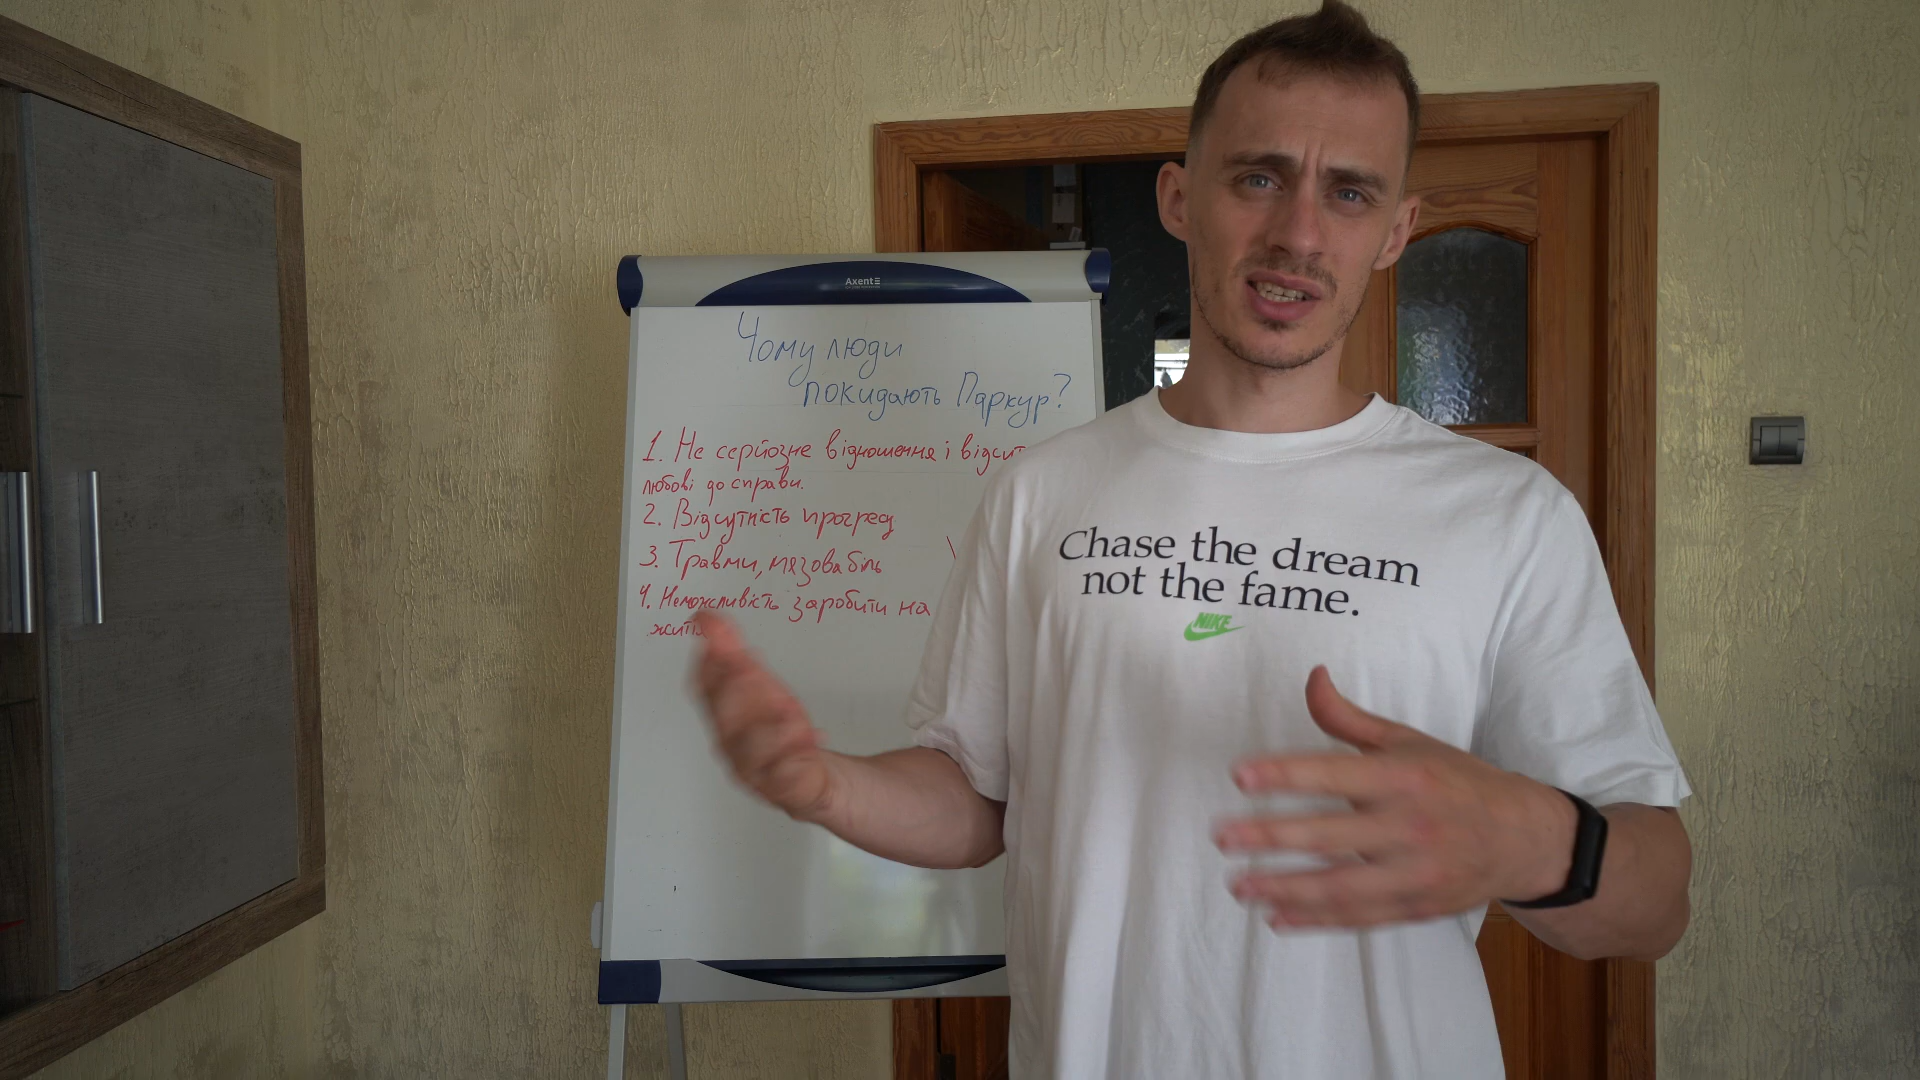 Axent
Чому люди
покидають Паркур?
1. Не серйозне відношення і відсут
любові до справи.
2. Відсутність прогресу
3. Травми, мязова біль
4. Неможливість заробити на
Chase the dream
not the fame.
NIKE